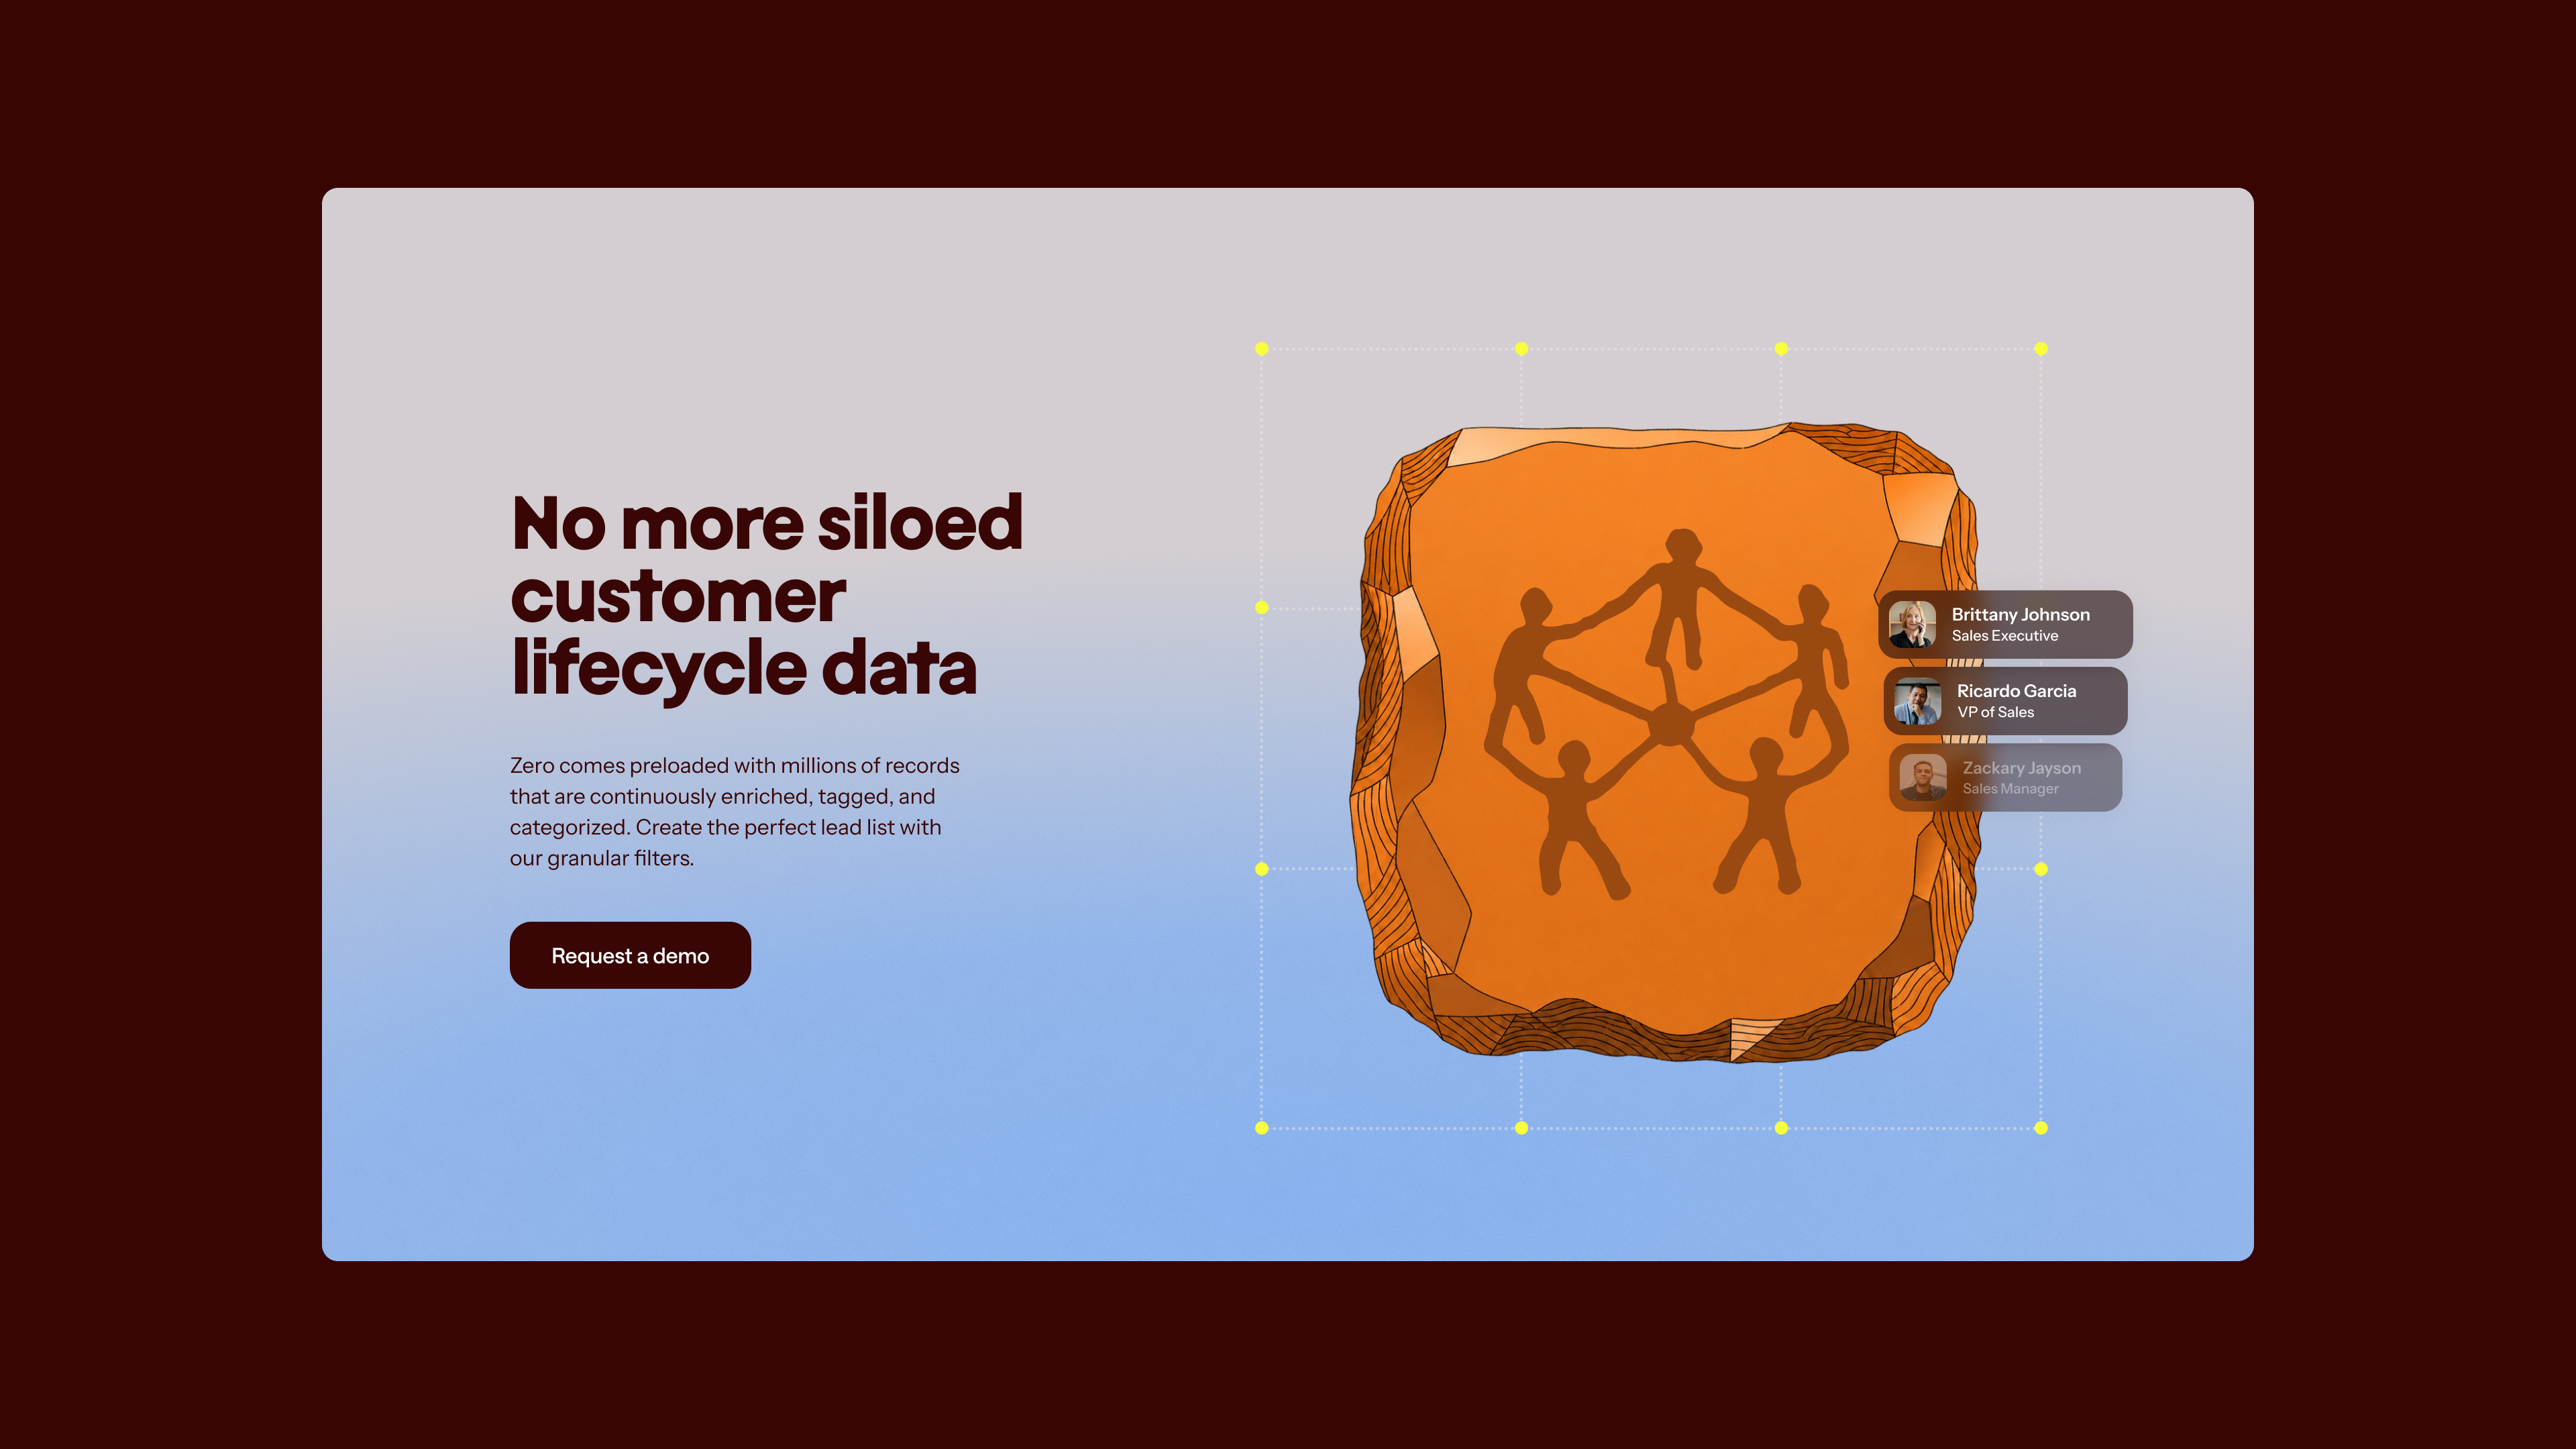 No more siloed
customer
lifecycle data
Zero comes preloaded with millions of records
that are continuously enriched, tagged, and
categorized. Create the perfect lead list with
our granular filters.
Request a demo
Brittany Johnson
Sales Executive
Ricardo Garcia
VP of Sales
Zackary Jayson
Sales Manager